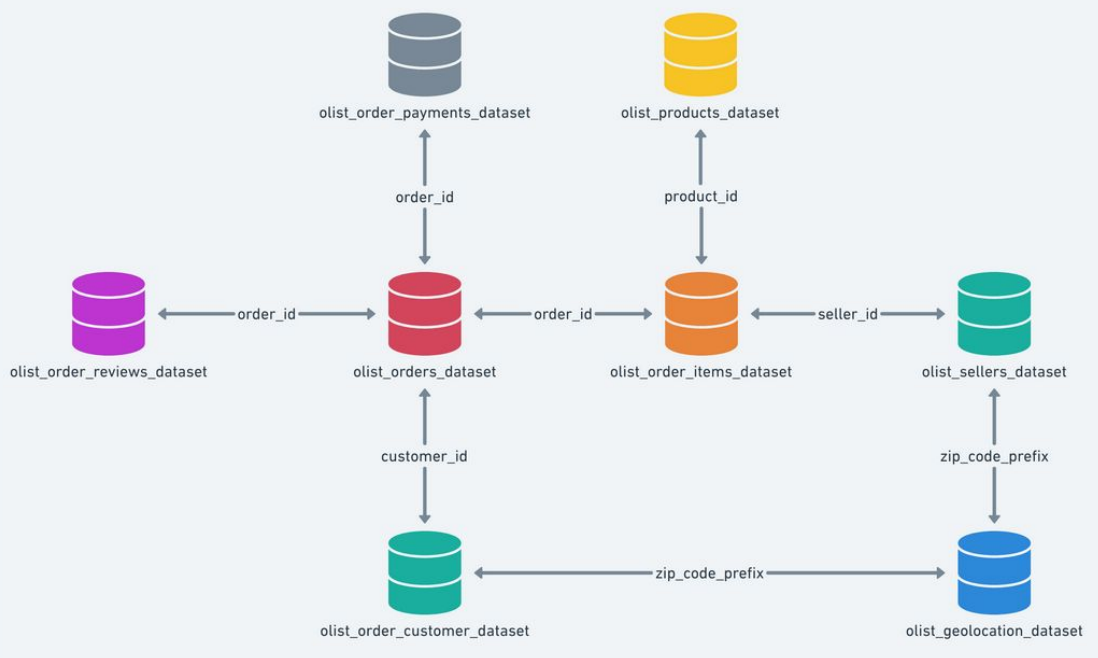 olist_order_payments_dataset
olist_products_dataset
order_id
product_id
order_id
order_id
seller_id
olist_order_reviews_dataset
olist_orders_dataset
olist_order_items_dataset
olist_sellers_dataset
customer_id
zip_code_prefix
zip_code_prefix
olist_order_customer_dataset
olist_geolocation_dataset